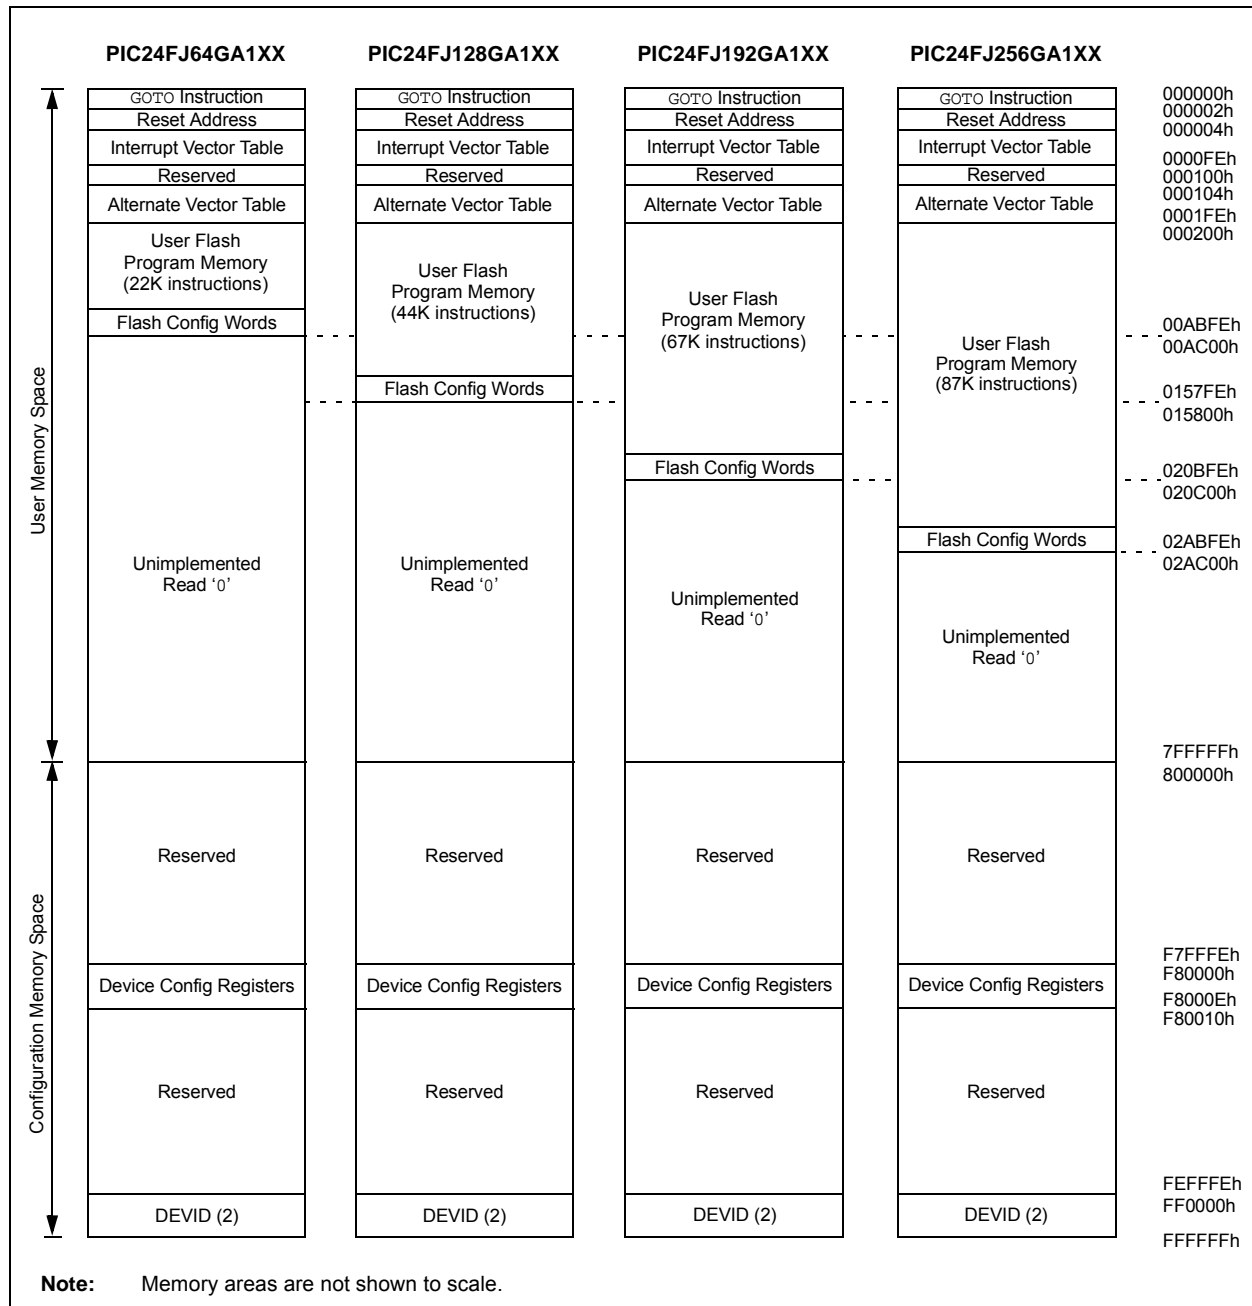 PIC24FJ64GA1XX PIC24FJ128GA1XX PIC24FJ192GA1XX PIC24FJ256GA1XX
GOTO Instruction GOTO Instruction GOTO Instruction GOTO Instruction 000000h
Reset Address Reset Address Reset Address Reset Address 000002h
000004h
Interrupt Vector Table Interrupt Vector Table Interrupt Vector Table Interrupt Vector Table
0000FEh
Reserved Reserved Reserved Reserved 000100h
000104h
Alternate Vector Table Alternate Vector Table Alternate Vector Table Alternate Vector Table
0001FEh
000200h
User Flash
Program Memory
(22K instructions)
User Flash
Program Memory
(44K instructions)
User Flash
Program Memory
(67K instructions)
User Flash
Program Memory
(87K instructions)
Flash Config Words 00ABFEh
00AC00h
Flash Config Words 0157FEh
015800h
Flash Config Words 020BFEh
020C00h
Flash Config Words 02ABFEh
02AC00h
User Memory Space
Unimplemented
Read ‘0’
Unimplemented
Read ‘0’
Unimplemented
Read ‘0’
Unimplemented
Read ‘0’
7FFFFFh
800000h
Reserved Reserved Reserved Reserved
Configuration Memory Space
F7FFFEh
F80000h
Device Config Registers Device Config Registers Device Config Registers Device Config Registers
F8000Eh
F80010h
Reserved Reserved Reserved Reserved
FEFFFEh
FF0000h
DEVID (2) DEVID (2) DEVID (2) DEVID (2)
FFFFFFh
Note: Memory areas are not shown to scale.